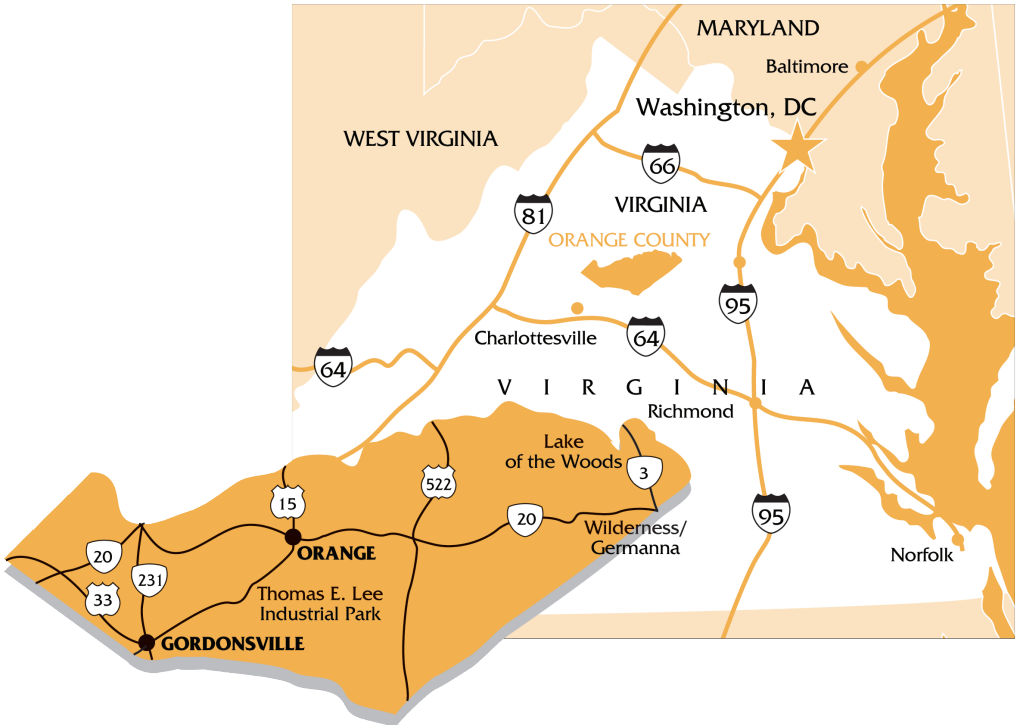 MARYLAND
Baltimore
Washington, DC
WEST VIRGINIA
66
VIRGINIA
81
ORANGE COUNTY
95
Charlottesville
64
64
VIRGINIA
Richmond
Lake
of the Woods
3
522
15
20
95
Wilderness/
Germanna
ORANGE
Norfolk
20
231
33
Thomas E. Lee
Industrial Park
GORDONSVILLE